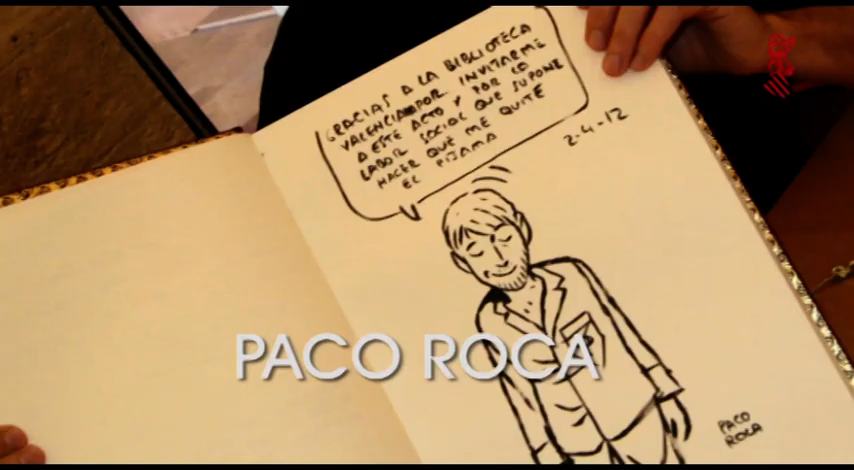 GRACIAS A LA BIBLIOTECA
VALENCIANA POR INVITARME
A ESTE ACTO Y POR LO
LABOR SOCIAL QUE SUPONE
HACER QUE ME QUITE
EL PIJAMA
2-4-12
PACO ROCA
PACO
ROCA